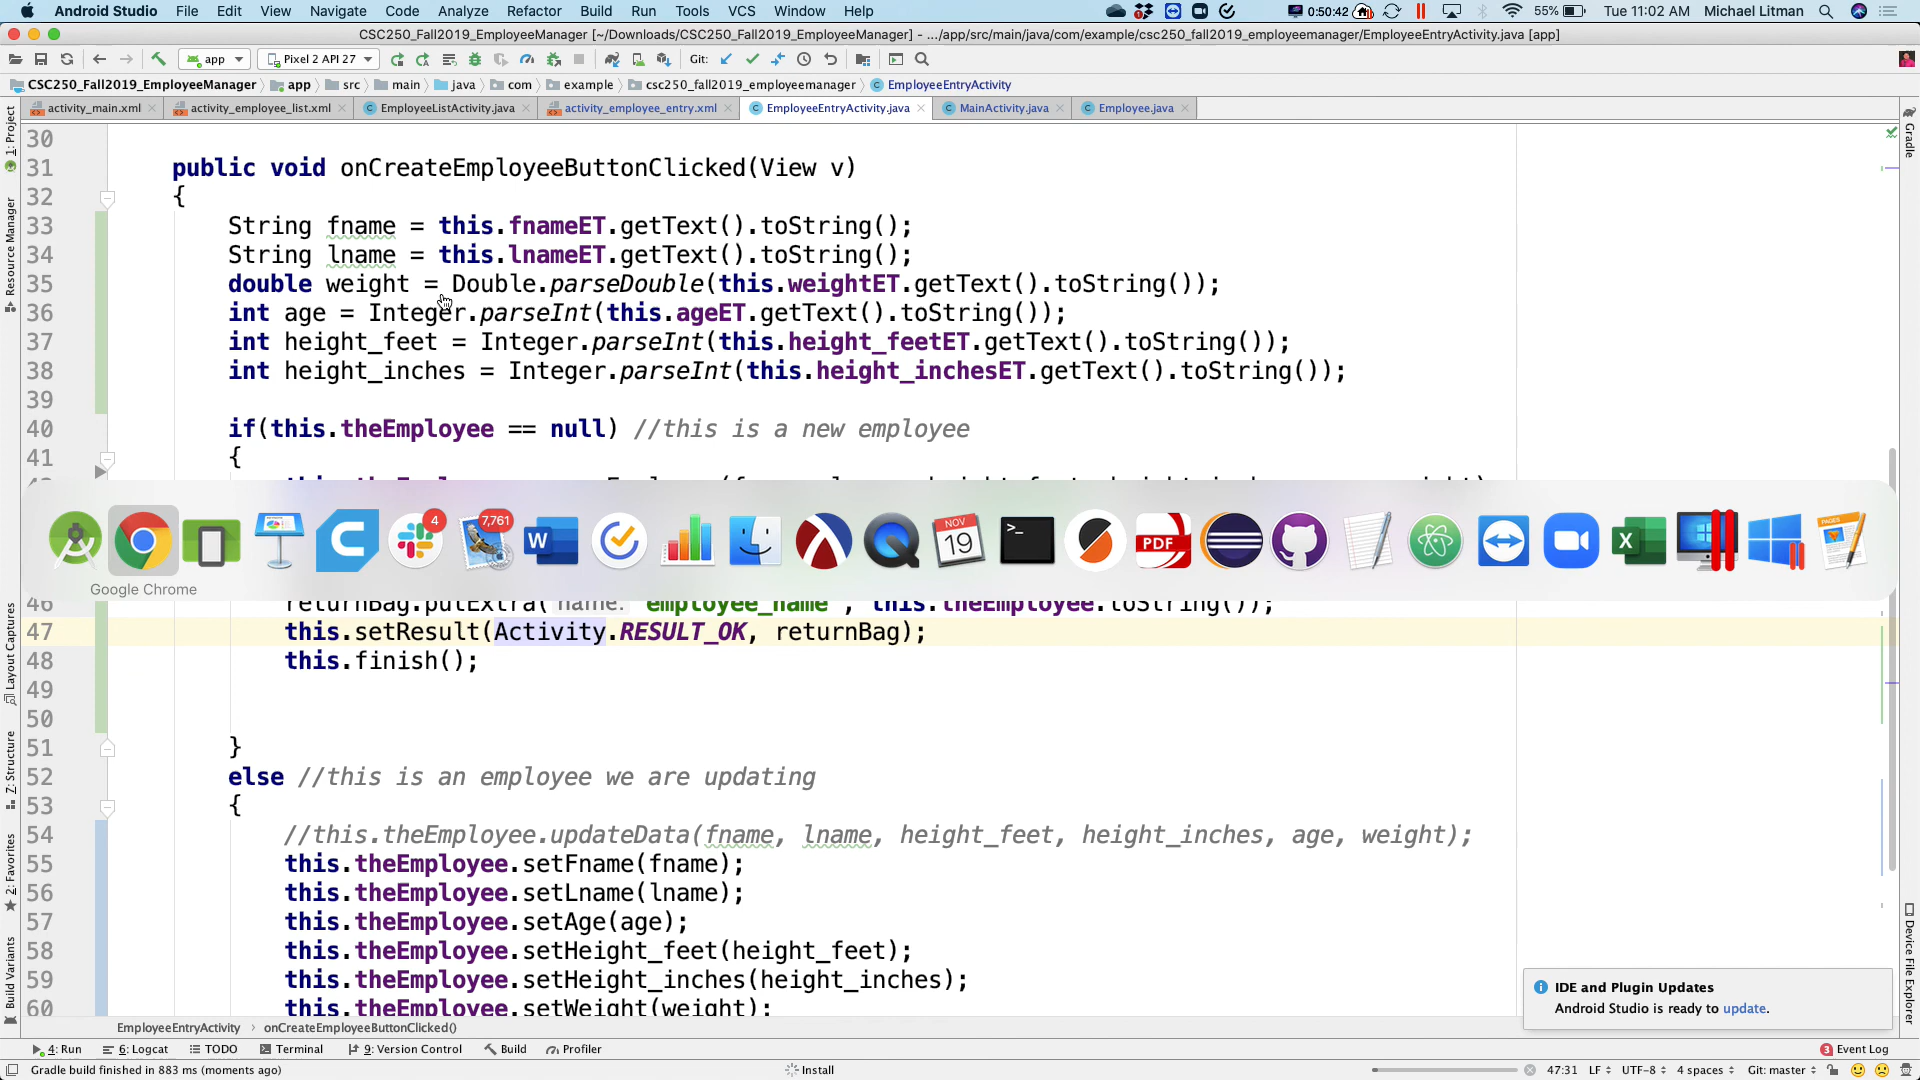 Android Studio File Edit View Navigate Code Analyze Refactor Build Run Tools VCS Window Help 0:50:42 55% Tue 11:02 AM Michael Litman
CSC250_Fall2019_EmployeeManager [~/Downloads/CSC250_Fall2019_EmployeeManager] - .../app/src/main/java/com/example/csc250_fall2019_employeemanager/EmployeeEntryActivity.java [app]
app Pixel 2 API 27 Git:
CSC250_Fall2019_EmployeeManager app src main java com example csc250_fall2019_employeemanager EmployeeEntryActivity
activity_main.xml activity_employee_list.xml EmployeeListActivity.java activity_employee_entry.xml EmployeeEntryActivity.java MainActivity.java Employee.java
1: Project
Resource Manager
Layout Captures
Z: Structure
2: Favorites
Build Variants
Gradle
Device File Explorer
30
31 public void onCreateEmployeeButtonClicked(View v)
32 {
33 String fname = this.fnameET.getText().toString();
34 String lname = this.lnameET.getText().toString();
35 double weight = Double.parseDouble(this.weightET.getText().toString());
36 int age = Integer.parseInt(this.ageET.getText().toString());
37 int height_feet = Integer.parseInt(this.height_feetET.getText().toString());
38 int height_inches = Integer.parseInt(this.height_inchesET.getText().toString());
39
40 if(this.theEmployee == null) //this is a new employee
41 {
4 7,761 W NOV 19 >_ PDF X PAGES
Google Chrome
46 returnBag.putExtra( name: "employee_name", this.theEmployee.toString());
47 this.setResult(Activity.RESULT_OK, returnBag);
48 this.finish();
49
50
51 }
52 else //this is an employee we are updating
53 {
54 //this.theEmployee.updateData(fname, lname, height_feet, height_inches, age, weight);
55 this.theEmployee.setFname(fname);
56 this.theEmployee.setLname(lname);
57 this.theEmployee.setAge(age);
58 this.theEmployee.setHeight_feet(height_feet);
59 this.theEmployee.setHeight_inches(height_inches);
60 this.theEmployee.setWeight(weight);
IDE and Plugin Updates
Android Studio is ready to update.
EmployeeEntryActivity onCreateEmployeeButtonClicked()
4: Run 6: Logcat TODO Terminal 9: Version Control Build Profiler 3 Event Log
Gradle build finished in 883 ms (moments ago) Install 47:31 LF UTF-8 4 spaces Git: master